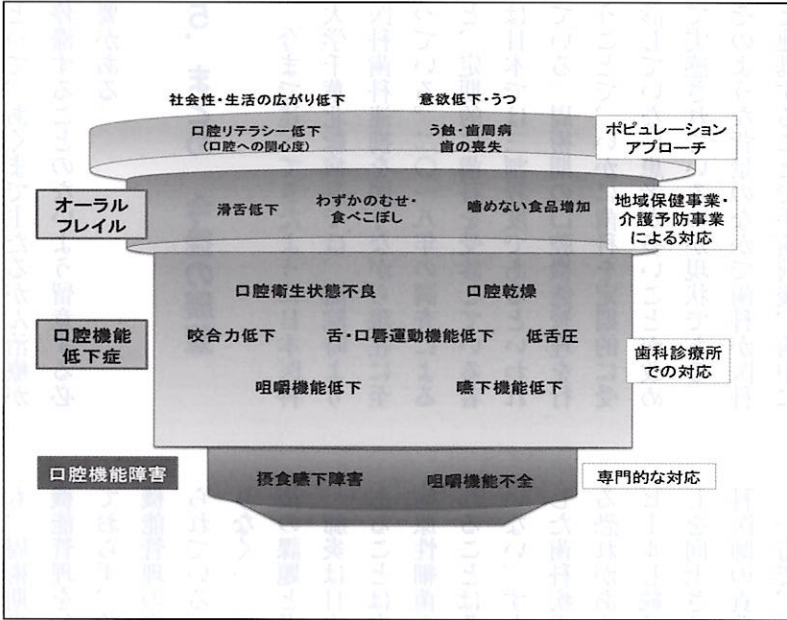 社会性・生活の広がり低下
意欲低下・うつ
口腔リテラシー低下
(口腔への関心度)
う蝕・歯周病
歯の喪失
ポピュレーション
アプローチ
オーラル
フレイル
滑舌低下
わずかのむせ・
食べこぼし
噛めない食品増加
地域保健事業・
介護予防事業
による対応
口腔衛生状態不良
口腔乾燥
口腔機能
低下症
咬合力低下
舌・口唇運動機能低下
低舌圧
歯科診療所
での対応
咀嚼機能低下
嚥下機能低下
口腔機能障害
摂食嚥下障害
咀嚼機能不全
専門的な対応